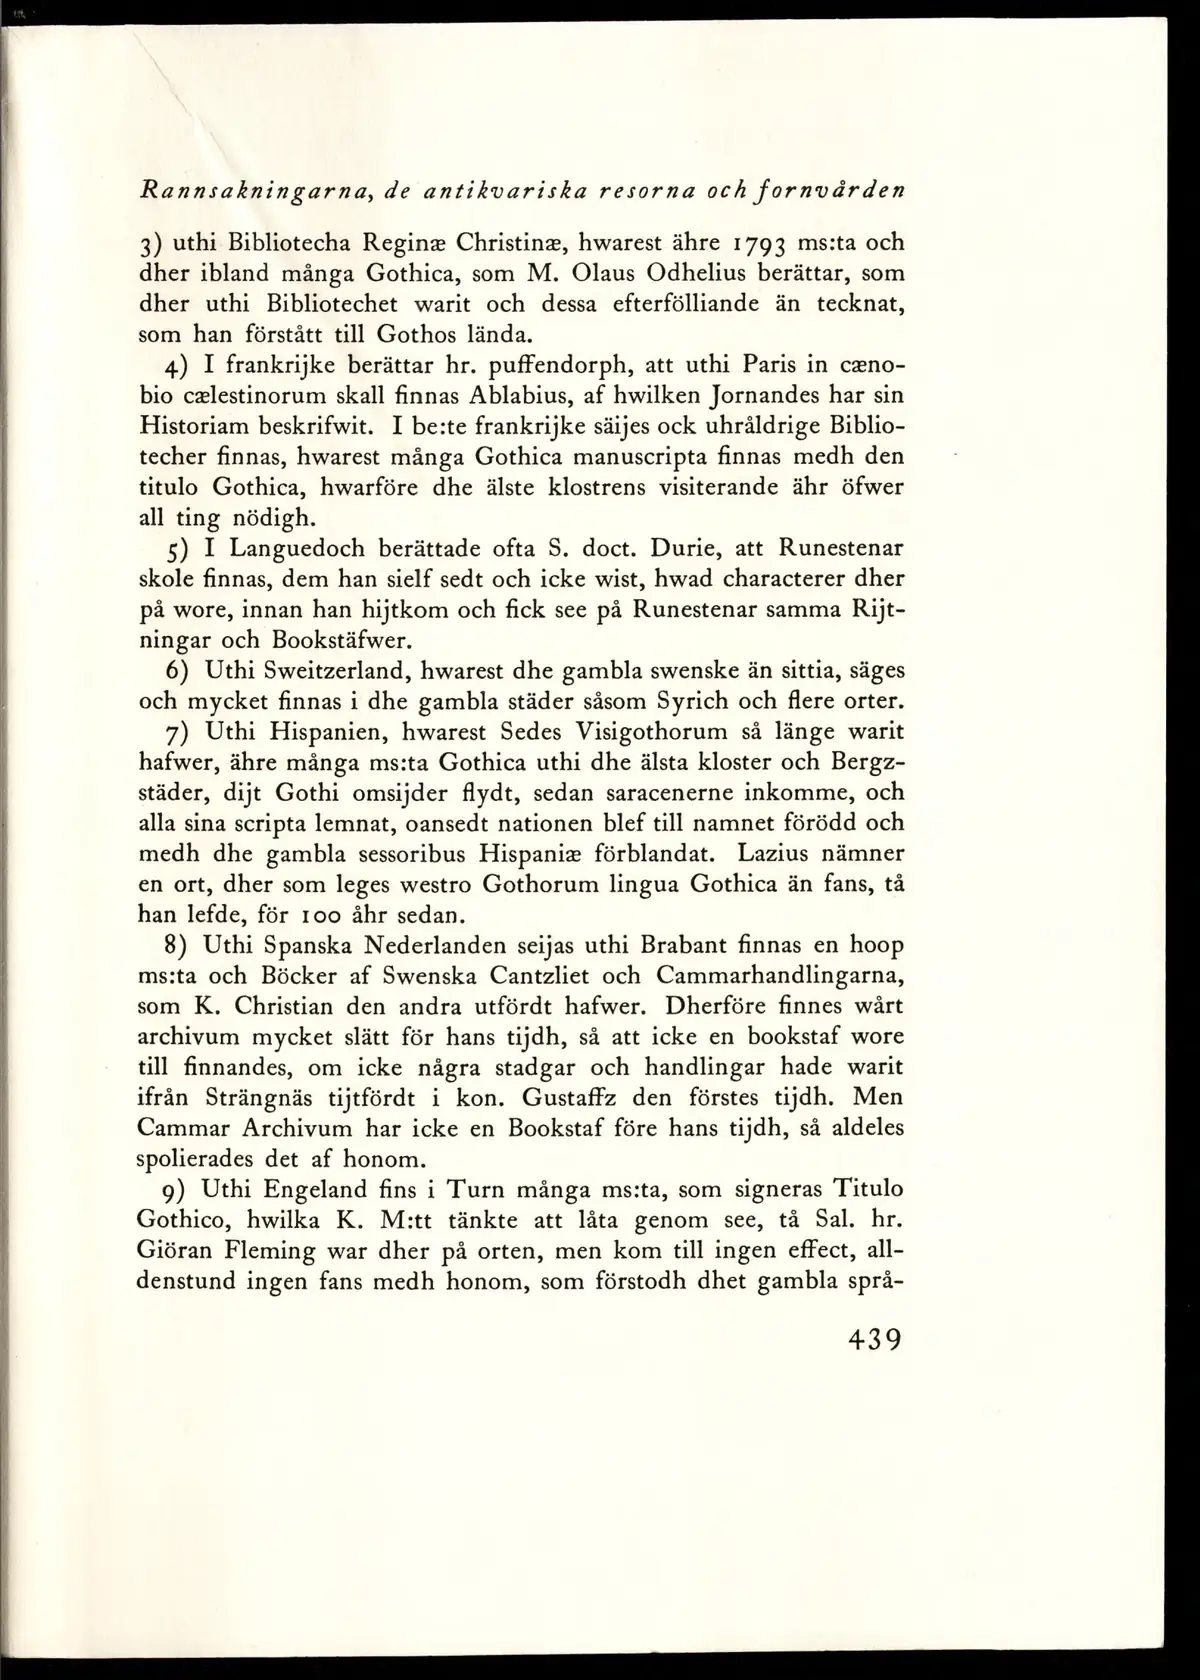 Rannsakningarna, de antikvariska resorna och fornvården
3) uthi Bibliotecha Reginæ Christinæ, hwarest ähre 1793 ms:ta och
dher ibland många Gothica, som M. Olaus Odhelius berättar, som
dher uthi Bibliotechet warit och dessa efterfölliande än tecknat,
som han förstått till Gothos lända.
4) I frankrijke berättar hr. puffendorph, att uthi Paris in cæno-
bio cælestinorum skall finnas Ablabius, af hwilken Jornandes har sin
Historiam beskrifwit. I be:te frankrijke säijes ock uhråldrige Biblio-
techer finnas, hwarest många Gothica manuscripta finnas medh den
titulo Gothica, hwarföre dhe älste klostrens visiterande ähr öfwer
all ting nödigh.
5) I Languedoch berättade ofta S. doct. Durie, att Runestenar
skole finnas, dem han sielf sedt och icke wist, hwad characterer dher
på wore, innan han hijtkom och fick see på Runestenar samma Rijt-
ningar och Bookstäfwer.
6) Uthi Sweitzerland, hwarest dhe gambla swenske än sittia, säges
och mycket finnas i dhe gambla städer såsom Syrich och flere orter.
7) Uthi Hispanien, hwarest Sedes Visigothorum så länge warit
hafwer, ähre många ms:ta Gothica uthi dhe älsta kloster och Bergz-
städer, dijt Gothi omsijder flydt, sedan saracenerne inkomme, och
alla sina scripta lemnat, oansedt nationen blef till namnet förödd och
medh dhe gambla sessoribus Hispaniæ förblandat. Lazius nämner
en ort, dher som leges westro Gothorum lingua Gothica än fans, tå
han lefde, för 100 åhr sedan.
8) Uthi Spanska Nederlanden seijas uthi Brabant finnas en hoop
ms:ta och Böcker af Swenska Cantzliet och Cammarhandlingarna,
som K. Christian den andra utfördt hafwer. Dherföre finnes wårt
archivum mycket slätt för hans tijdh, så att icke en bookstaf wore
till finnandes, om icke några stadgar och handlingar hade warit
ifrån Strängnäs tijtfördt i kon. Gustaffz den förstes tijdh. Men
Cammar Archivum har icke en Bookstaf före hans tijdh, så aldeles
spolierades det af honom.
9) Uthi Engeland fins i Turn många ms:ta, som signeras Titulo
Gothico, hwilka K. M:tt tänkte att låta genom see, tå Sal. hr.
Giöran Fleming war dher på orten, men kom till ingen effect, all-
denstund ingen fans medh honom, som förstodh dhet gambla språ-
439